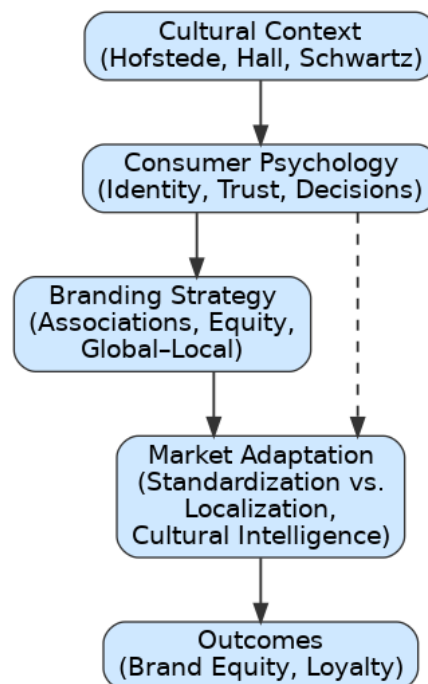 Cultural Context
(Hofstede, Hall, Schwartz)
Consumer Psychology
(Identity, Trust, Decisions)
Branding Strategy
(Associations, Equity,
Global–Local)
Market Adaptation
(Standardization vs.
Localization,
Cultural Intelligence)
Outcomes
(Brand Equity, Loyalty)